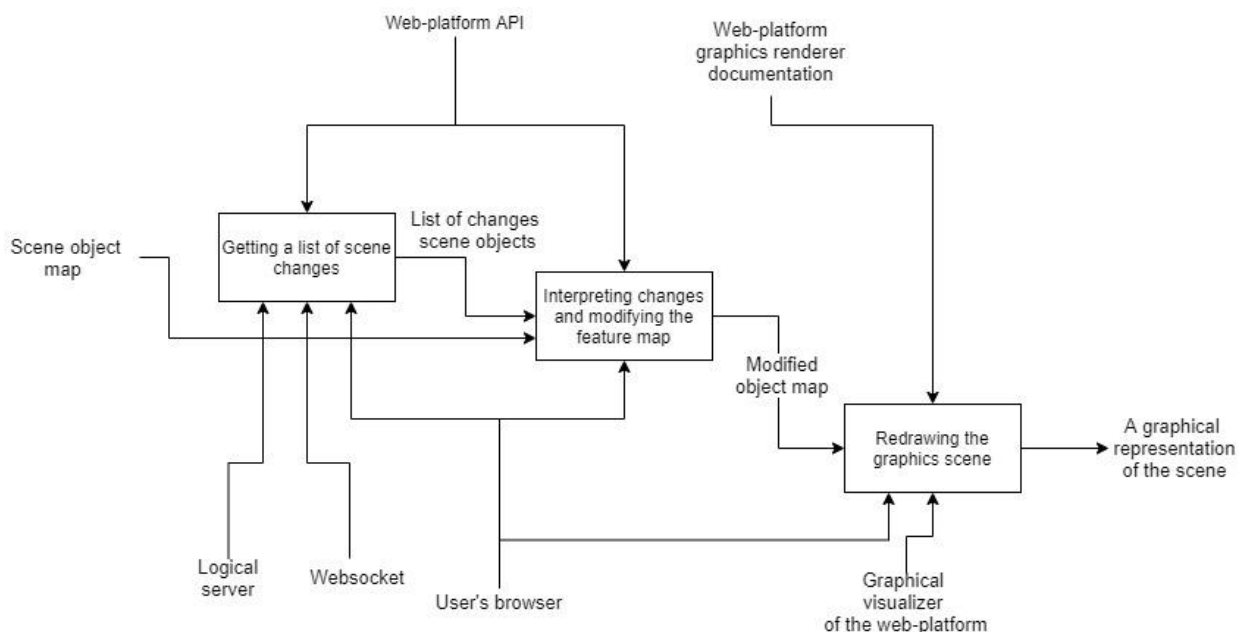 Web-platform API
Web-platform
graphics renderer
documentation
Getting a list of scene
changes
List of changes
scene objects
Scene object
map
Interpreting changes
and modifying the
feature map
Modified
object map
Redrawing the
graphics scene
A graphical
representation
of the scene
Logical
server
Websocket
User's browser
Graphical
visualizer
of the web-platform